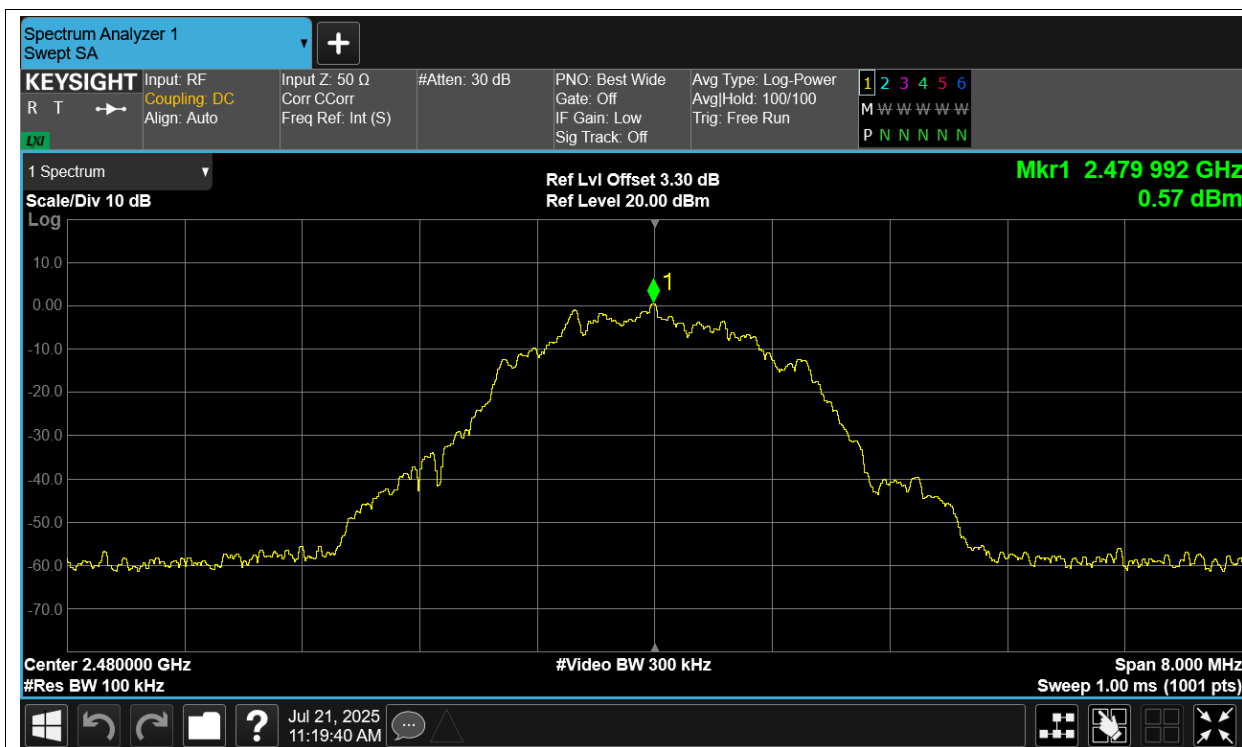 Spectrum Analyzer 1
Swept SA
KEYSIGHT
R T
LXI
Input: RF
Coupling: DC
Align: Auto
Input Z: 50 Ω
Corr CCorr
Freq Ref: Int (S)
#Atten: 30 dB
PNO: Best Wide
Gate: Off
IF Gain: Low
Sig Track: Off
Avg Type: Log-Power
Avg|Hold: 100/100
Trig: Free Run
1 2 3 4 5 6
M W W W W W W
P N N N N N
1 Spectrum
Scale/Div 10 dB
Ref Lvl Offset 3.30 dB
Ref Level 20.00 dBm
Mkr1 2.479 992 GHz
0.57 dBm
Log
10.0
0.00
-10.0
-20.0
-30.0
-40.0
-50.0
-60.0
-70.0
1
Center 2.480000 GHz
#Res BW 100 kHz
#Video BW 300 kHz
Span 8.000 MHz
Sweep 1.00 ms (1001 pts)
?
Jul 21, 2025
11:19:40 AM